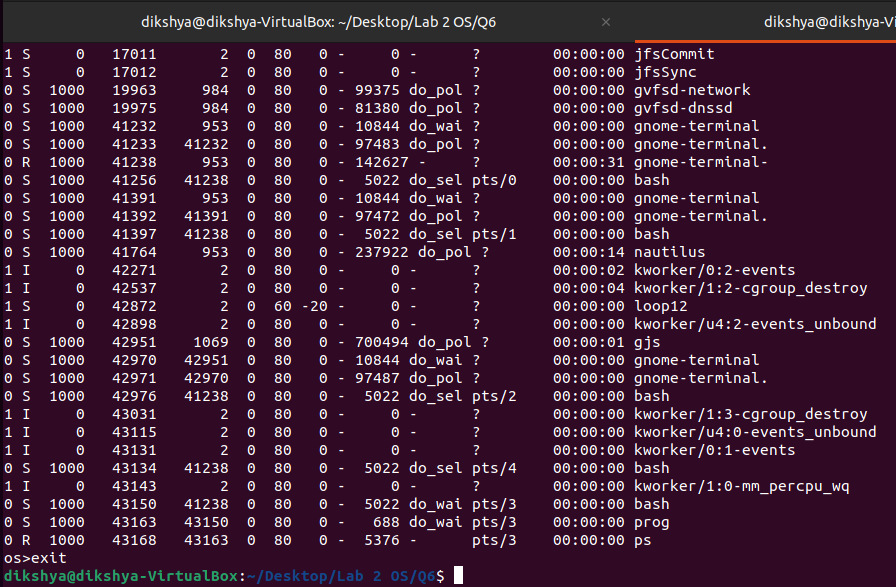 dikshya@dikshya-VirtualBox: ~/Desktop/Lab 2 OS/Q6 × dikshya@dikshya-Vi
1 S 0 17011 2 0 80 0 - 0 - ? 00:00:00 jfsCommit
1 S 0 17012 2 0 80 0 - 0 - ? 00:00:00 jfsSync
0 S 1000 19963 984 0 80 0 - 99375 do_pol ? 00:00:00 gvfsd-network
0 S 1000 19975 984 0 80 0 - 81380 do_pol ? 00:00:00 gvfsd-dnssd
0 S 1000 41232 953 0 80 0 - 10844 do_wai ? 00:00:00 gnome-terminal
0 S 1000 41233 41232 0 80 0 - 97483 do_pol ? 00:00:00 gnome-terminal.
0 R 1000 41238 953 0 80 0 - 142627 - ? 00:00:31 gnome-terminal-
0 S 1000 41256 41238 0 80 0 - 5022 do_sel pts/0 00:00:00 bash
0 S 1000 41391 953 0 80 0 - 10844 do_wai ? 00:00:00 gnome-terminal
0 S 1000 41392 41391 0 80 0 - 97472 do_pol ? 00:00:00 gnome-terminal.
0 S 1000 41397 41238 0 80 0 - 5022 do_sel pts/1 00:00:00 bash
0 S 1000 41764 953 0 80 0 - 237922 do_pol ? 00:00:14 nautilus
1 I 0 42271 2 0 80 0 - 0 - ? 00:00:02 kworker/0:2-events
1 I 0 42537 2 0 80 0 - 0 - ? 00:00:04 kworker/1:2-cgroup_destroy
1 S 0 42872 2 0 60 -20 - 0 - ? 00:00:00 loop12
1 I 0 42898 2 0 80 0 - 0 - ? 00:00:00 kworker/u4:2-events_unbound
0 S 1000 42951 1069 0 80 0 - 700494 do_pol ? 00:00:01 gjs
0 S 1000 42970 42951 0 80 0 - 10844 do_wai ? 00:00:00 gnome-terminal
0 S 1000 42971 42970 0 80 0 - 97487 do_pol ? 00:00:00 gnome-terminal.
0 S 1000 42976 41238 0 80 0 - 5022 do_sel pts/2 00:00:00 bash
1 I 0 43031 2 0 80 0 - 0 - ? 00:00:00 kworker/1:3-cgroup_destroy
1 I 0 43115 2 0 80 0 - 0 - ? 00:00:00 kworker/u4:0-events_unbound
1 I 0 43131 2 0 80 0 - 0 - ? 00:00:00 kworker/0:1-events
0 S 1000 43134 41238 0 80 0 - 5022 do_sel pts/4 00:00:00 bash
1 I 0 43143 2 0 80 0 - 0 - ? 00:00:00 kworker/1:0-mm_percpu_wq
0 S 1000 43150 41238 0 80 0 - 5022 do_wai pts/3 00:00:00 bash
0 S 1000 43163 43150 0 80 0 - 688 do_wai pts/3 00:00:00 prog
0 R 1000 43168 43163 0 80 0 - 5376 - pts/3 00:00:00 ps
os>exit
dikshya@dikshya-VirtualBox:~/Desktop/Lab 2 OS/Q6$